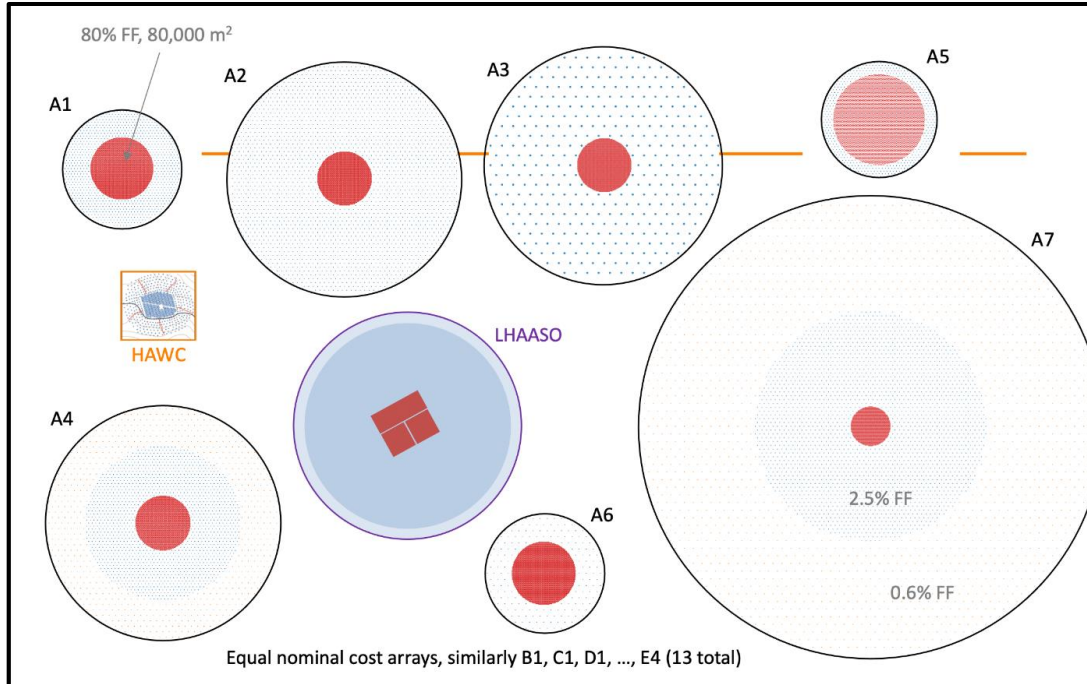 80% FF, 80,000 m²
A1
A2
A3
A5
A7
HAWC
LHAASO
A4
A6
2.5% FF
0.6% FF
Equal nominal cost arrays, similarly B1, C1, D1, ..., E4 (13 total)